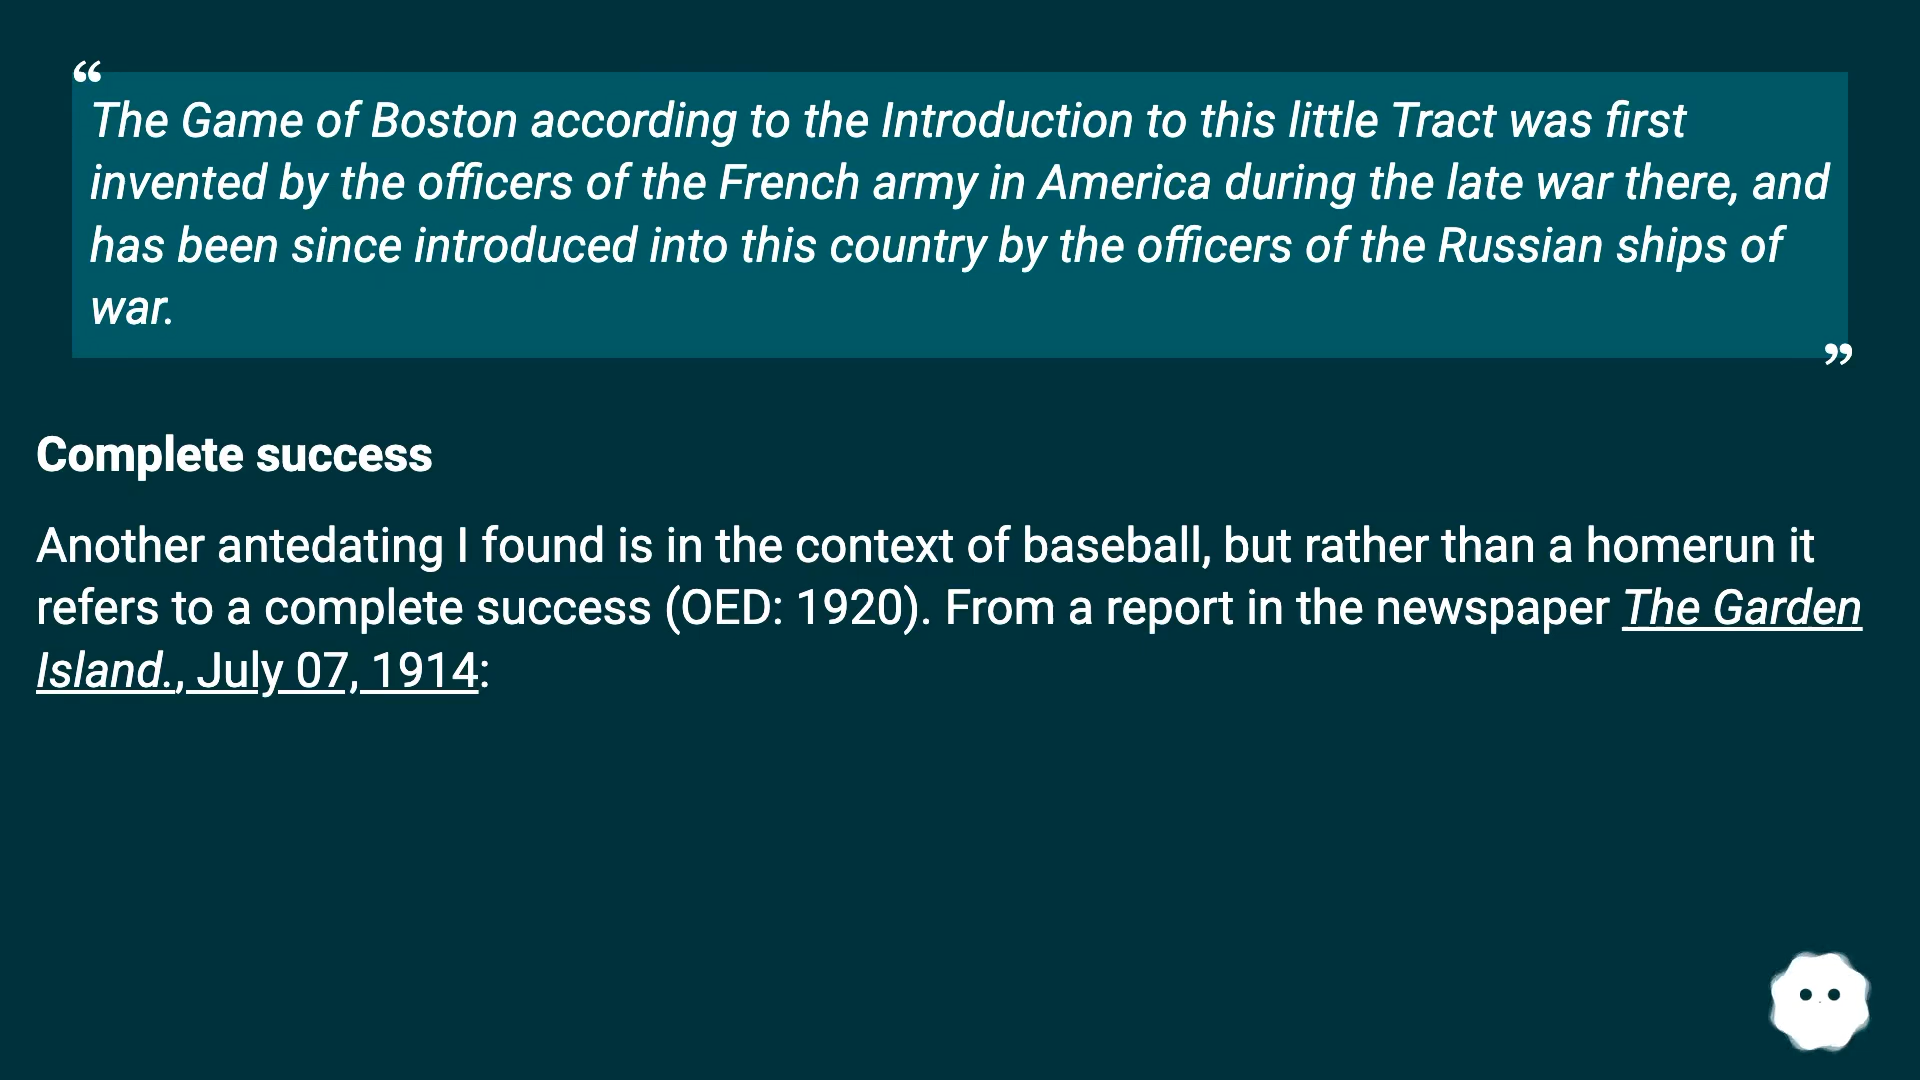 “
The Game of Boston according to the Introduction to this little Tract was first
invented by the officers of the French army in America during the late war there, and
has been since introduced into this country by the officers of the Russian ships of
war.
”
Complete success
Another antedating I found is in the context of baseball, but rather than a homerun it
refers to a complete success (OED: 1920). From a report in the newspaper The Garden
Island., July 07, 1914: